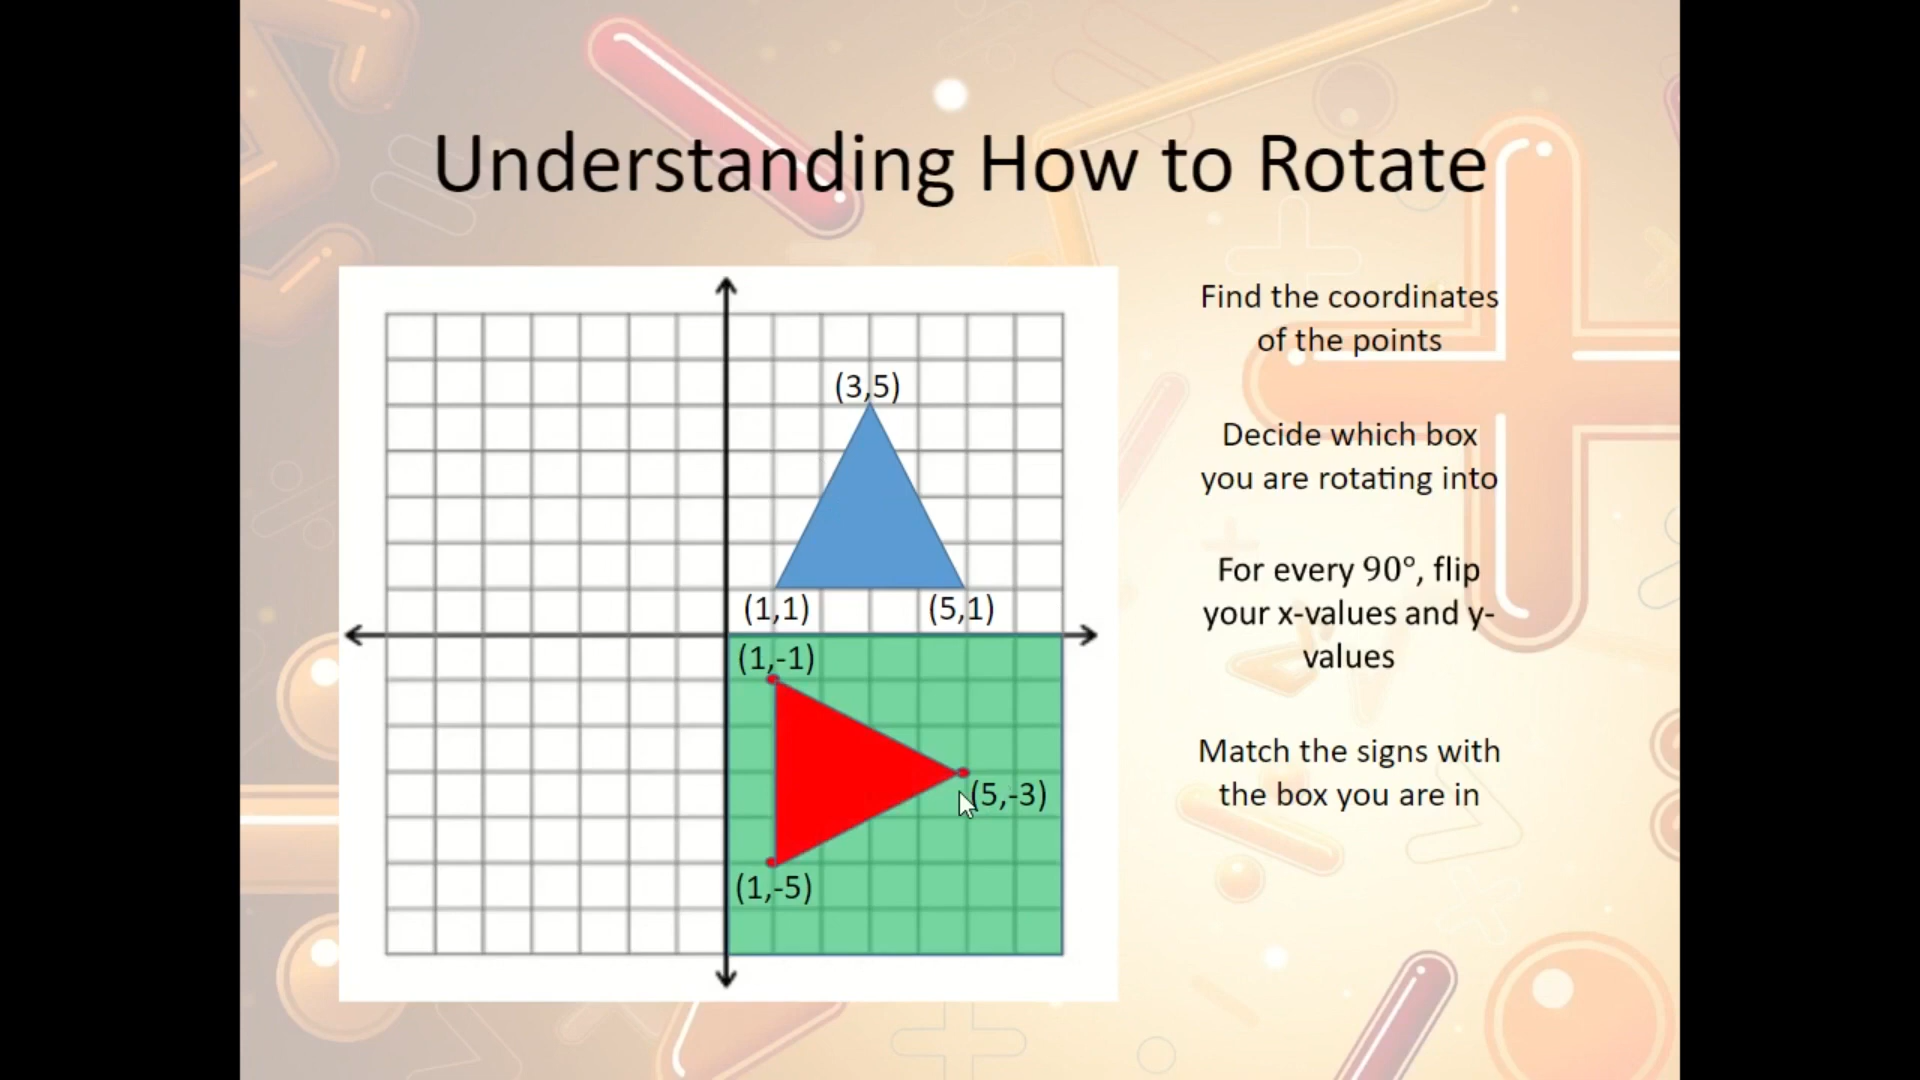 Understanding How to Rotate
(3,5)
(1,1)
(5,1)
(1,-1)
(5,-3)
(1,-5)
Find the coordinates
of the points
Decide which box
you are rotating into
For every 90°, flip
your x-values and y-
values
Match the signs with
the box you are in